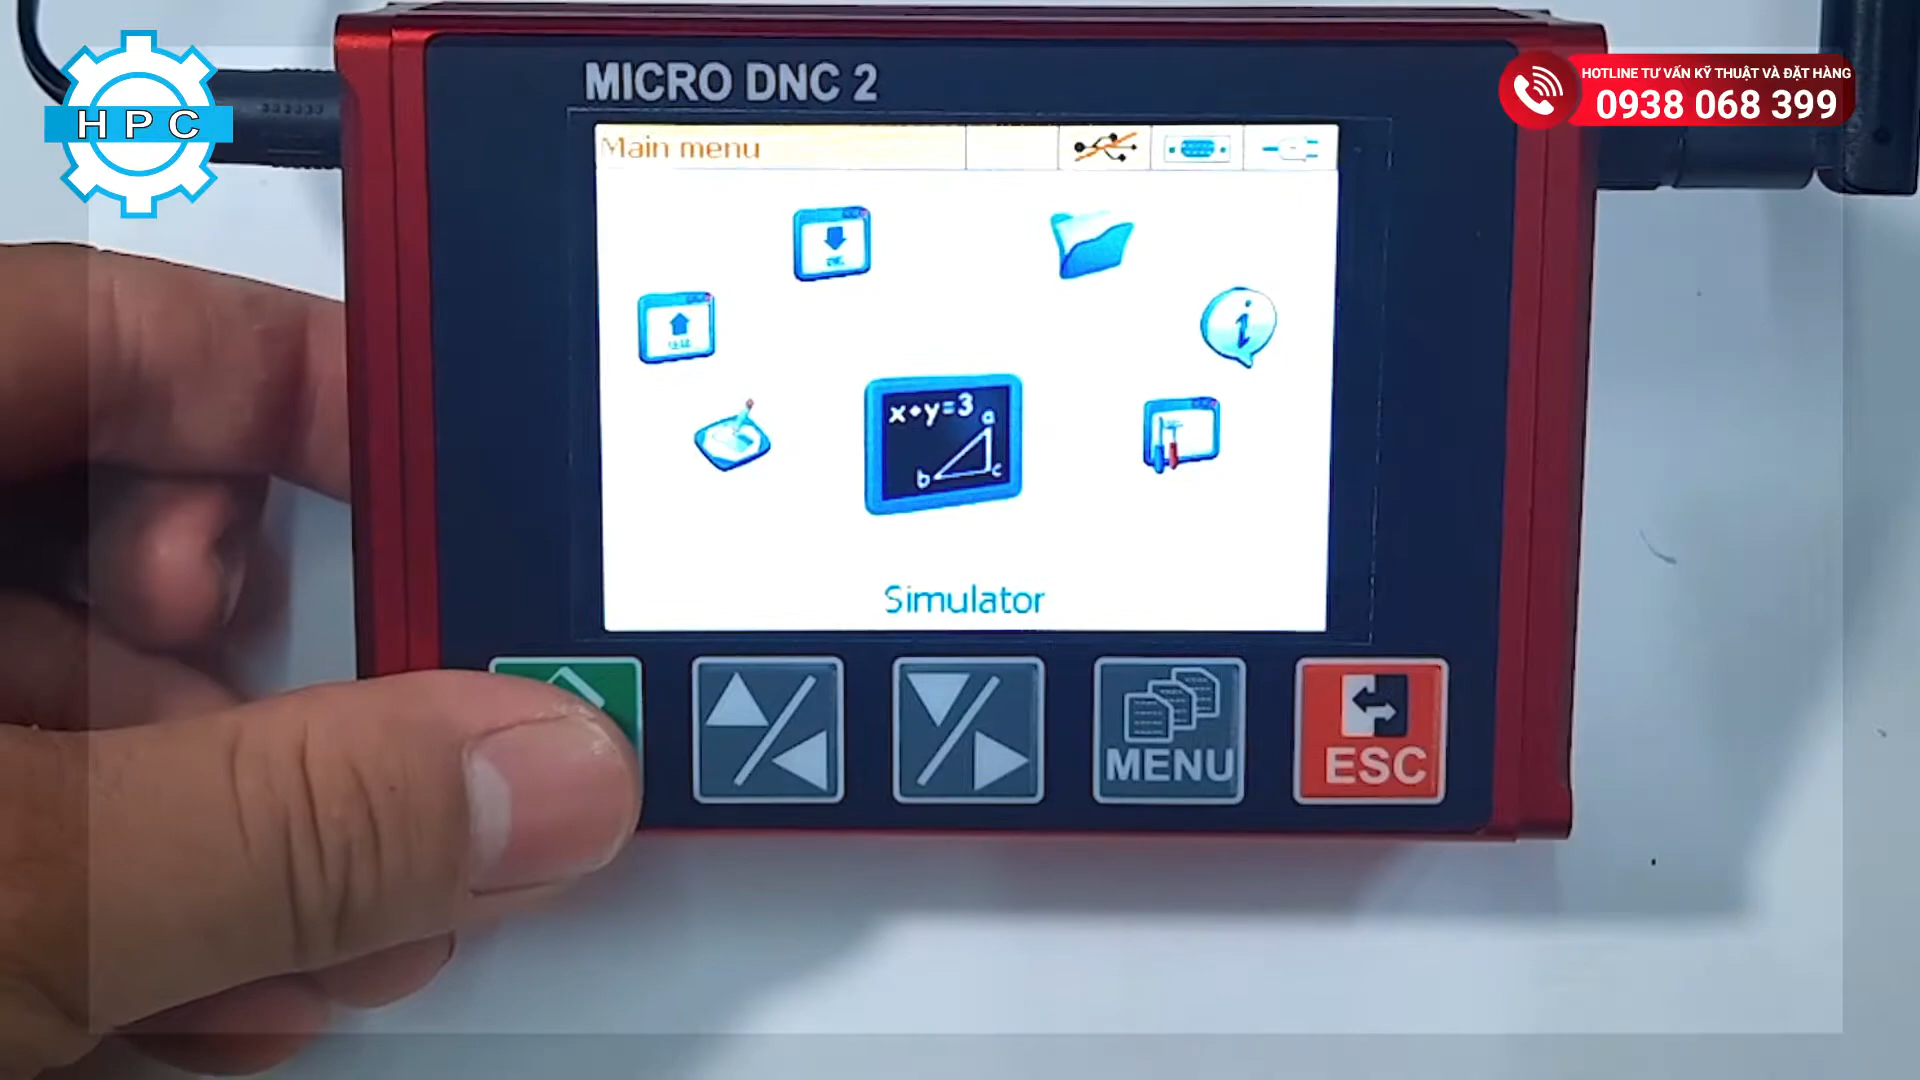 HPC
HOTLINE TƯ VẤN KỸ THUẬT VÀ ĐẶT HÀNG
0938 068 399
MICRO DNC 2
Main menu
x+y=3
a
b
c
i
Simulator
MENU
ESC